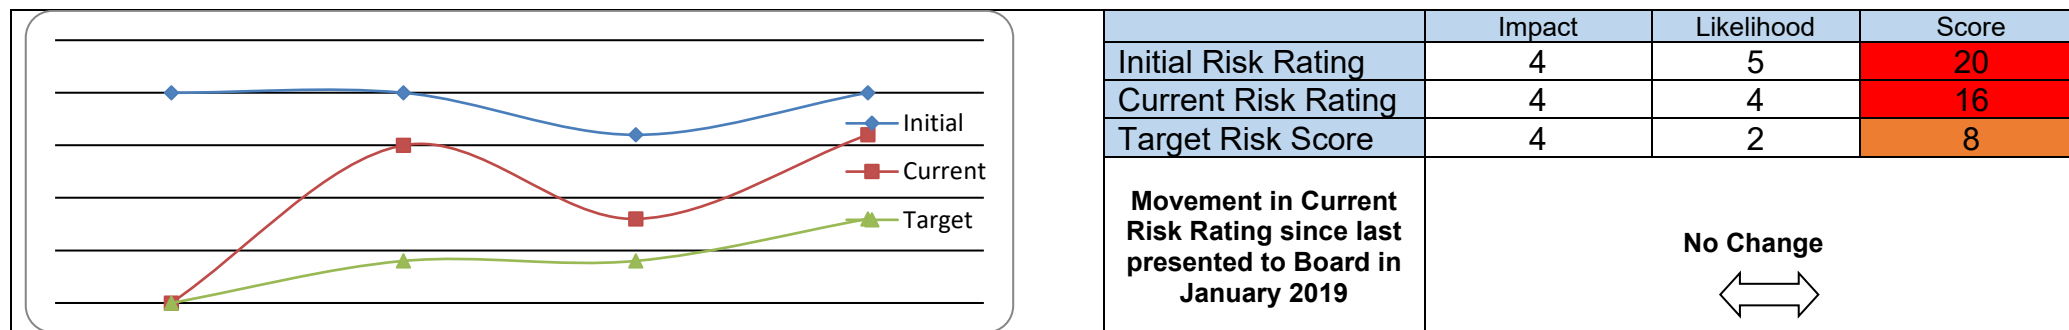 Initial
Current
Target
Impact Likelihood Score
Initial Risk Rating 4 5 20
Current Risk Rating 4 4 16
Target Risk Score 4 2 8
Movement in Current
Risk Rating since last
presented to Board in
January 2019
No Change